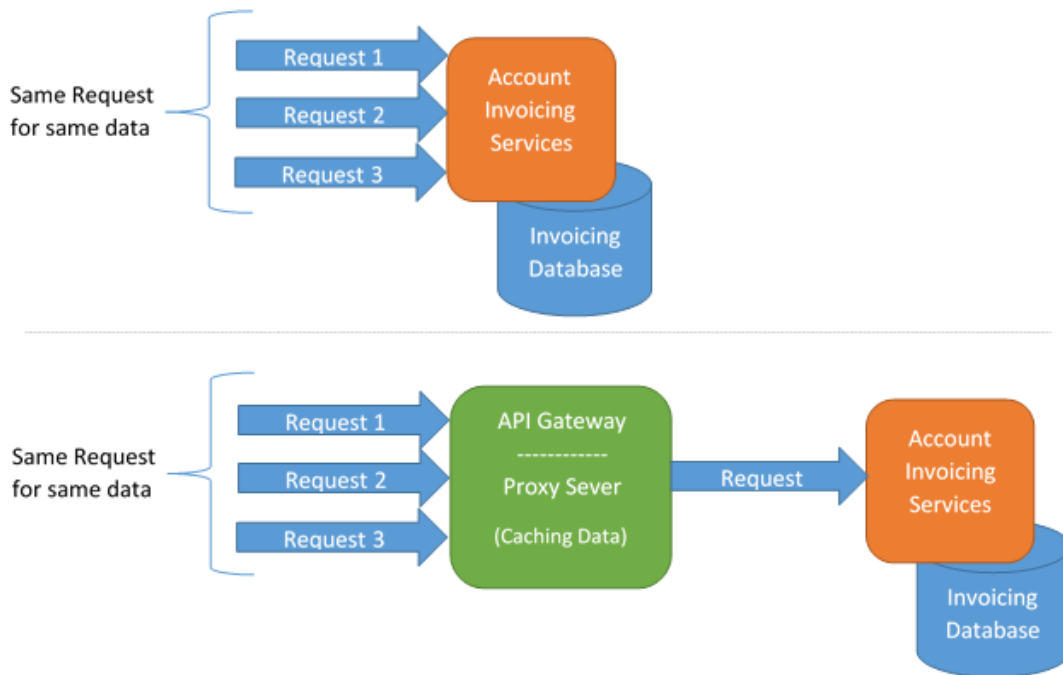 Same Request
for same data
Request 1
Request 2
Request 3
Account
Invoicing
Services
Invoicing
Database
Same Request
for same data
Request 1
Request 2
Request 3
API Gateway
------------
Proxy Sever
(Caching Data)
Request
Account
Invoicing
Services
Invoicing
Database